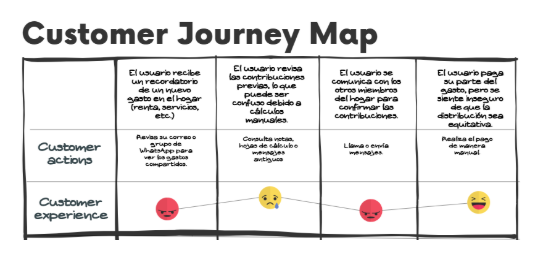 Customer Journey Map
El usuario recibe
un recordatorio
de un nuevo
gasto en el hogar
(renta, servicios,
etc.)
El usuario revisa
las contribuciones
previas, lo que
puede ser
confuso debido a
cálculos
manuales.
El usuario se
comunica con los
otros miembros
del hogar para
confirmar las
contribuciones.
El usuario paga
su parte del
gasto, pero se
siente inseguro
de que la
distribución sea
equitativa.
Customer
actions
Revisa su correo o
grupo de
WhatsApp para
ver los gastos
compartidos.
Consulta notas,
hojas de cálculo o
mensajes
antiguos
Llama o envía
mensajes.
Realiza el pago
de manera
manual
Customer
experience